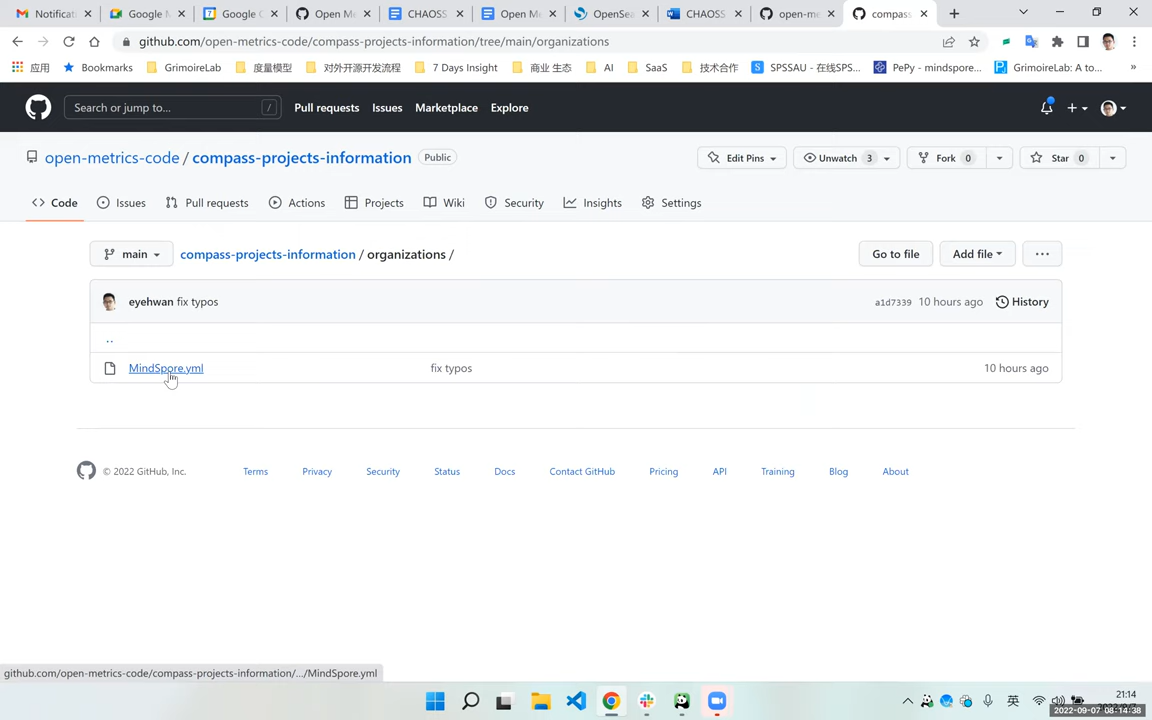 Notificat
Google M
Google C
Open Me
CHAOSS
Open Me
OpenSea
CHAOSS
open-me
compass
github.com/open-metrics-code/compass-projects-information/tree/main/organizations
应用
Bookmarks
GrimoireLab
度量模型
对外开源开发流程
7 Days Insight
商业 生态
AI
SaaS
技术合作
SPSSAU - 在线SPS...
PePy - mindspore...
GrimoireLab: A to...
»
Search or jump to...
/
Pull requests
Issues
Marketplace
Explore
open-metrics-code / compass-projects-information
Public
Edit Pins
Unwatch 3
Fork 0
Star 0
Code
Issues
Pull requests
Actions
Projects
Wiki
Security
Insights
Settings
main
compass-projects-information / organizations /
Go to file
Add file
...
eyehwan fix typos
a1d7339 10 hours ago
History
..
MindSpore.yml
fix typos
10 hours ago
© 2022 GitHub, Inc.
Terms
Privacy
Security
Status
Docs
Contact GitHub
Pricing
API
Training
Blog
About
github.com/open-metrics-code/compass-projects-information/.../MindSpore.yml
英
21:14
2022-09-07 08:14:38